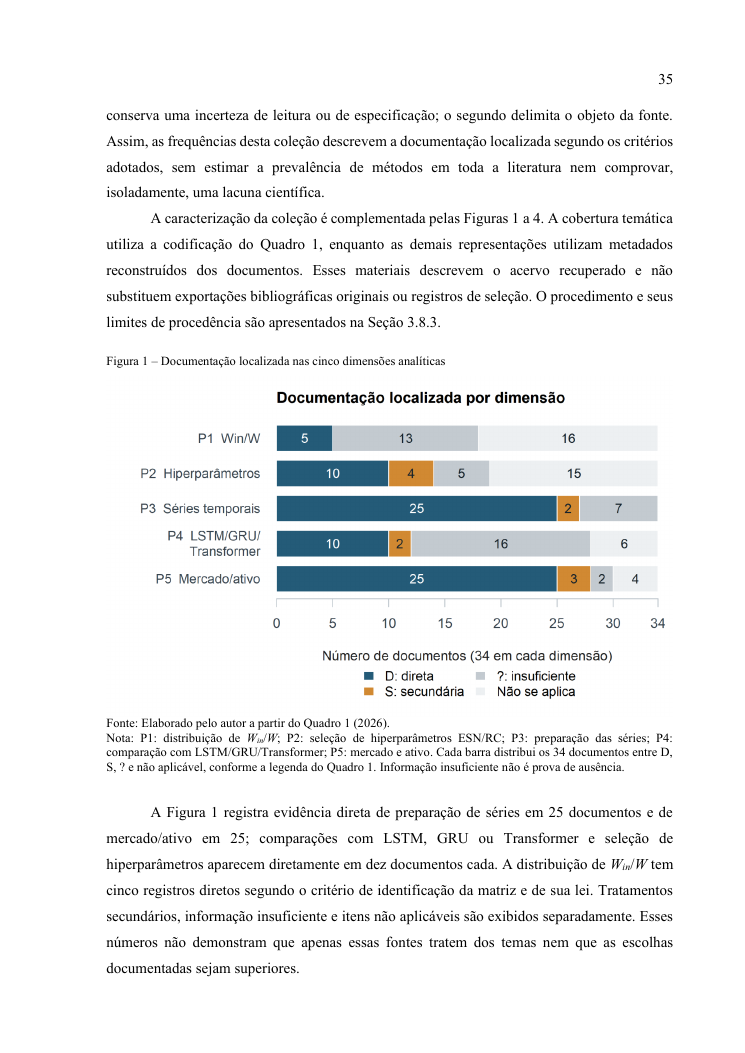 35
conserva uma incerteza de leitura ou de especificação; o segundo delimita o objeto da fonte.
Assim, as frequências desta coleção descrevem a documentação localizada segundo os critérios
adotados, sem estimar a prevalência de métodos em toda a literatura nem comprovar,
isoladamente, uma lacuna científica.
A caracterização da coleção é complementada pelas Figuras 1 a 4. A cobertura temática
utiliza a codificação do Quadro 1, enquanto as demais representações utilizam metadados
reconstruídos dos documentos. Esses materiais descrevem o acervo recuperado e não
substituem exportações bibliográficas originais ou registros de seleção. O procedimento e seus
limites de procedência são apresentados na Seção 3.8.3.
Figura 1 – Documentação localizada nas cinco dimensões analíticas
Documentação localizada por dimensão
P1 Win/W 5 13 16
P2 Hiperparâmetros 10 4 5 15
P3 Séries temporais 25 2 7
P4 LSTM/GRU/
Transformer 10 2 16 6
P5 Mercado/ativo 25 3 2 4
0 5 10 15 20 25 30 34
Número de documentos (34 em cada dimensão)
D: direta ?: insuficiente
S: secundária Não se aplica
Fonte: Elaborado pelo autor a partir do Quadro 1 (2026).
Nota: P1: distribuição de Win/W; P2: seleção de hiperparâmetros ESN/RC; P3: preparação das séries; P4:
comparação com LSTM/GRU/Transformer; P5: mercado e ativo. Cada barra distribui os 34 documentos entre D,
S, ? e não aplicável, conforme a legenda do Quadro 1. Informação insuficiente não é prova de ausência.
A Figura 1 registra evidência direta de preparação de séries em 25 documentos e de
mercado/ativo em 25; comparações com LSTM, GRU ou Transformer e seleção de
hiperparâmetros aparecem diretamente em dez documentos cada. A distribuição de Win/W tem
cinco registros diretos segundo o critério de identificação da matriz e de sua lei. Tratamentos
secundários, informação insuficiente e itens não aplicáveis são exibidos separadamente. Esses
números não demonstram que apenas essas fontes tratem dos temas nem que as escolhas
documentadas sejam superiores.